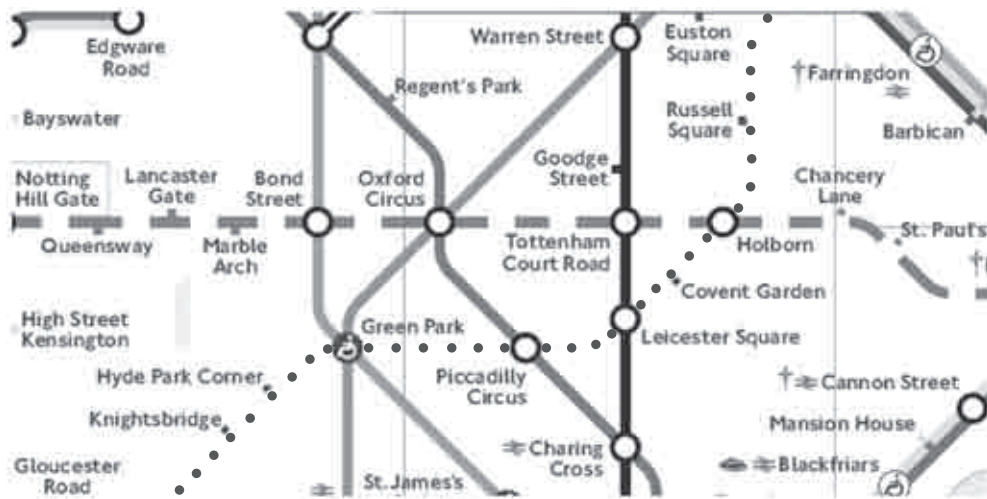 Edgware
Road
Warren Street
Euston
Square
Regent's Park
†Farringdon
Bayswater
Russell
Square
Barbican
Notting
Hill Gate
Lancaster
Gate
Bond
Street
Oxford
Circus
Goodge
Street
Chancery
Lane
Queensway
Marble
Arch
Tottenham
Court Road
Holborn
St. Paul's
Covent Garden
High Street
Kensington
Green Park
Leicester Square
Hyde Park Corner
Piccadilly
Circus
†Cannon Street
Knightsbridge
Mansion House
Charing
Cross
Blackfriars
Gloucester
Road
St. James's